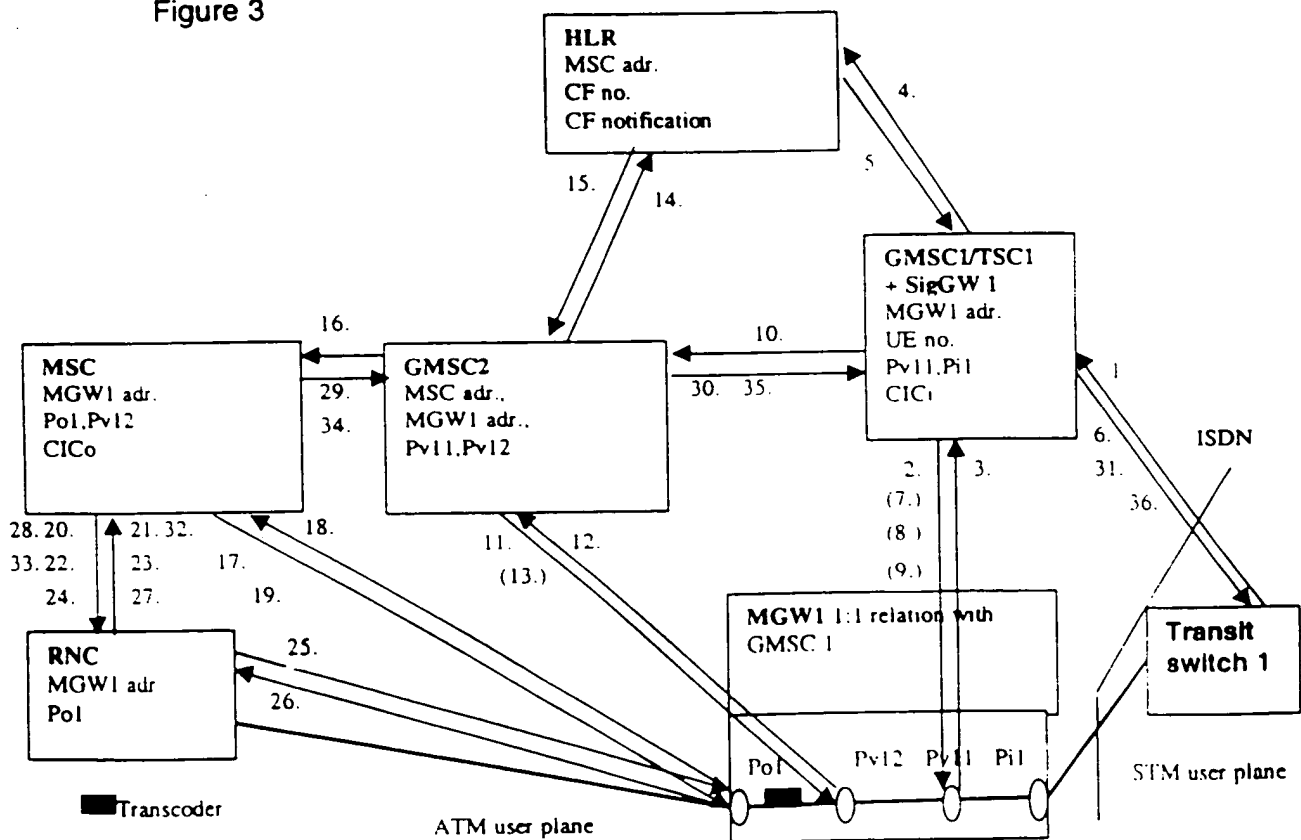 Figure 3
HLR
MSC adr.
CF no.
CF notification
4.
5
15.
14.
GMSC1/TSC1
+ SigGW 1
MGW1 adr.
UE no.
Pv11,Pi1
CICi
16.
10.
1
MSC
MGW1 adr.
Po1,Pv12
CICo
29.
34.
GMSC2
MSC adr.,
MGW1 adr.,
Pv11,Pv12
30. 35.
6.
31.
36.
ISDN
2.
3.
(7.)
(8.)
(9.)
28. 20.
33. 22.
24.
21. 32.
23.
27.
18.
17.
19.
11.
12.
(13.)
RNC
MGW1 adr
Po1
25.
26.
MGW1 1:1 relation with
GMSC 1
Transit
switch 1
Po1
Pv12
Pv11
Pi1
STM user plane
Transcoder
ATM user plane